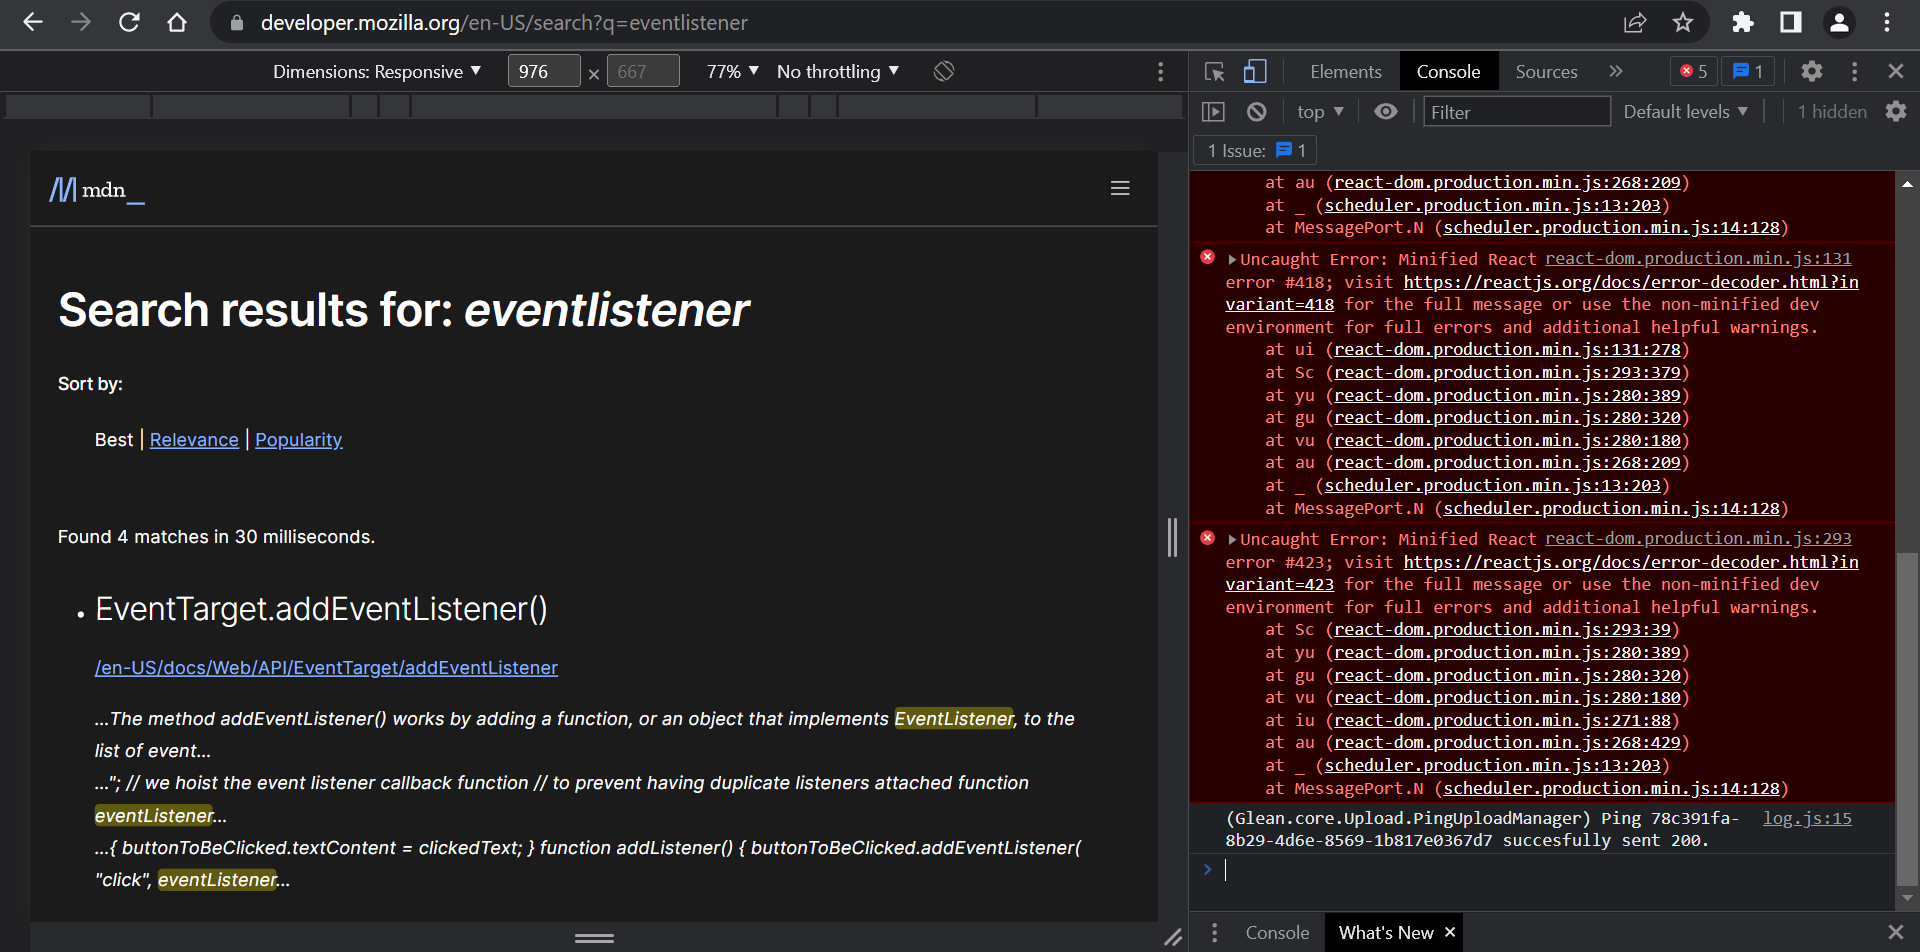 developer.mozilla.org/en-US/search?q=eventlistener
Dimensions: Responsive ▼ 976 × 667 77% ▼ No throttling ▼
mdn_
Search results for: eventlistener
Sort by:
Best | Relevance | Popularity
Found 4 matches in 30 milliseconds.
• EventTarget.addEventListener()
/en-US/docs/Web/API/EventTarget/addEventListener
...The method addEventListener() works by adding a function, or an object that implements EventListener, to the
list of event...
..."; // we hoist the event listener callback function // to prevent having duplicate listeners attached function
eventListener...
...{ buttonToBeClicked.textContent = clickedText; } function addListener() { buttonToBeClicked.addEventListener(
"click", eventListener...
Elements Console Sources » 5 1
top ▼ Filter Default levels ▼ 1 hidden
1 Issue: 1
at au (react-dom.production.min.js:268:209)
at _ (scheduler.production.min.js:13:203)
at MessagePort.N (scheduler.production.min.js:14:128)
▶Uncaught Error: Minified React react-dom.production.min.js:131
error #418; visit https://reactjs.org/docs/error-decoder.html?in
variant=418 for the full message or use the non-minified dev
environment for full errors and additional helpful warnings.
at ui (react-dom.production.min.js:131:278)
at Sc (react-dom.production.min.js:293:379)
at yu (react-dom.production.min.js:280:389)
at gu (react-dom.production.min.js:280:320)
at vu (react-dom.production.min.js:280:180)
at au (react-dom.production.min.js:268:209)
at _ (scheduler.production.min.js:13:203)
at MessagePort.N (scheduler.production.min.js:14:128)
▶Uncaught Error: Minified React react-dom.production.min.js:293
error #423; visit https://reactjs.org/docs/error-decoder.html?in
variant=423 for the full message or use the non-minified dev
environment for full errors and additional helpful warnings.
at Sc (react-dom.production.min.js:293:39)
at yu (react-dom.production.min.js:280:389)
at gu (react-dom.production.min.js:280:320)
at vu (react-dom.production.min.js:280:180)
at iu (react-dom.production.min.js:271:88)
at au (react-dom.production.min.js:268:429)
at _ (scheduler.production.min.js:13:203)
at MessagePort.N (scheduler.production.min.js:14:128)
(Glean.core.Upload.PingUploadManager) Ping 78c391fa- log.js:15
8b29-4d6e-8569-1b817e0367d7 succesfully sent 200.
Console What's New ×